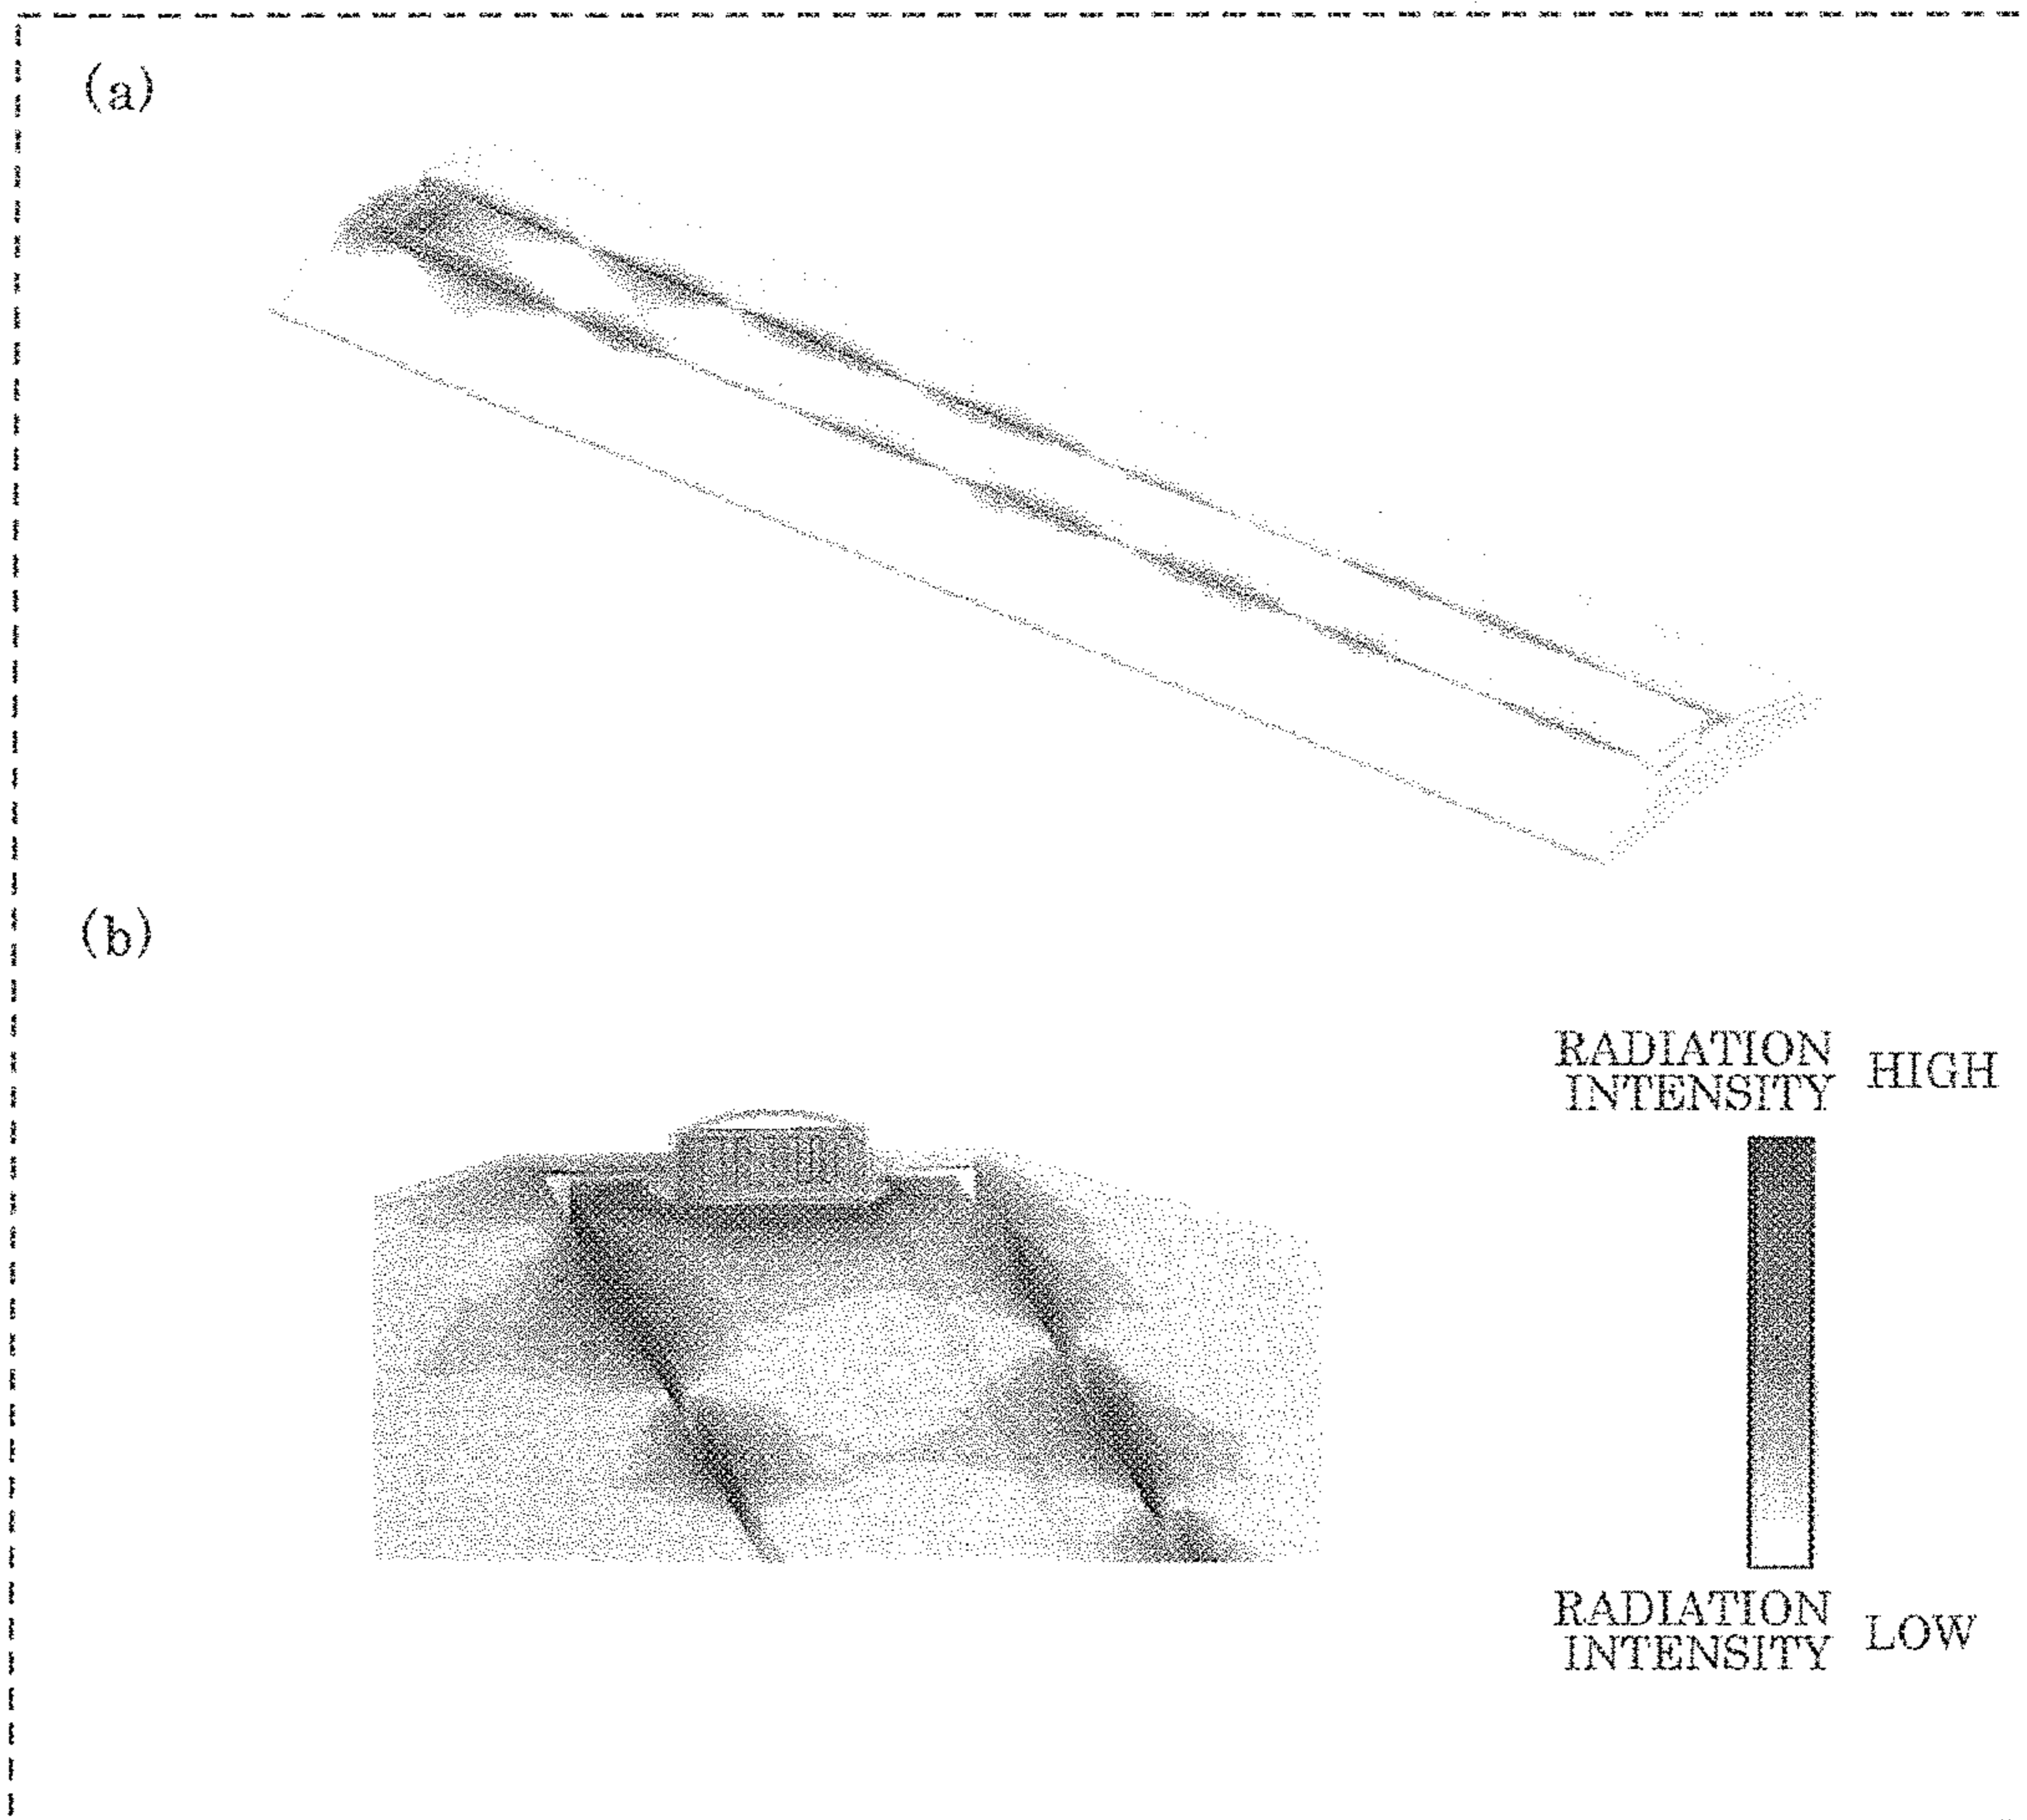 (a)
(b)
RADIATION
INTENSITY HIGH
RADIATION
INTENSITY LOW